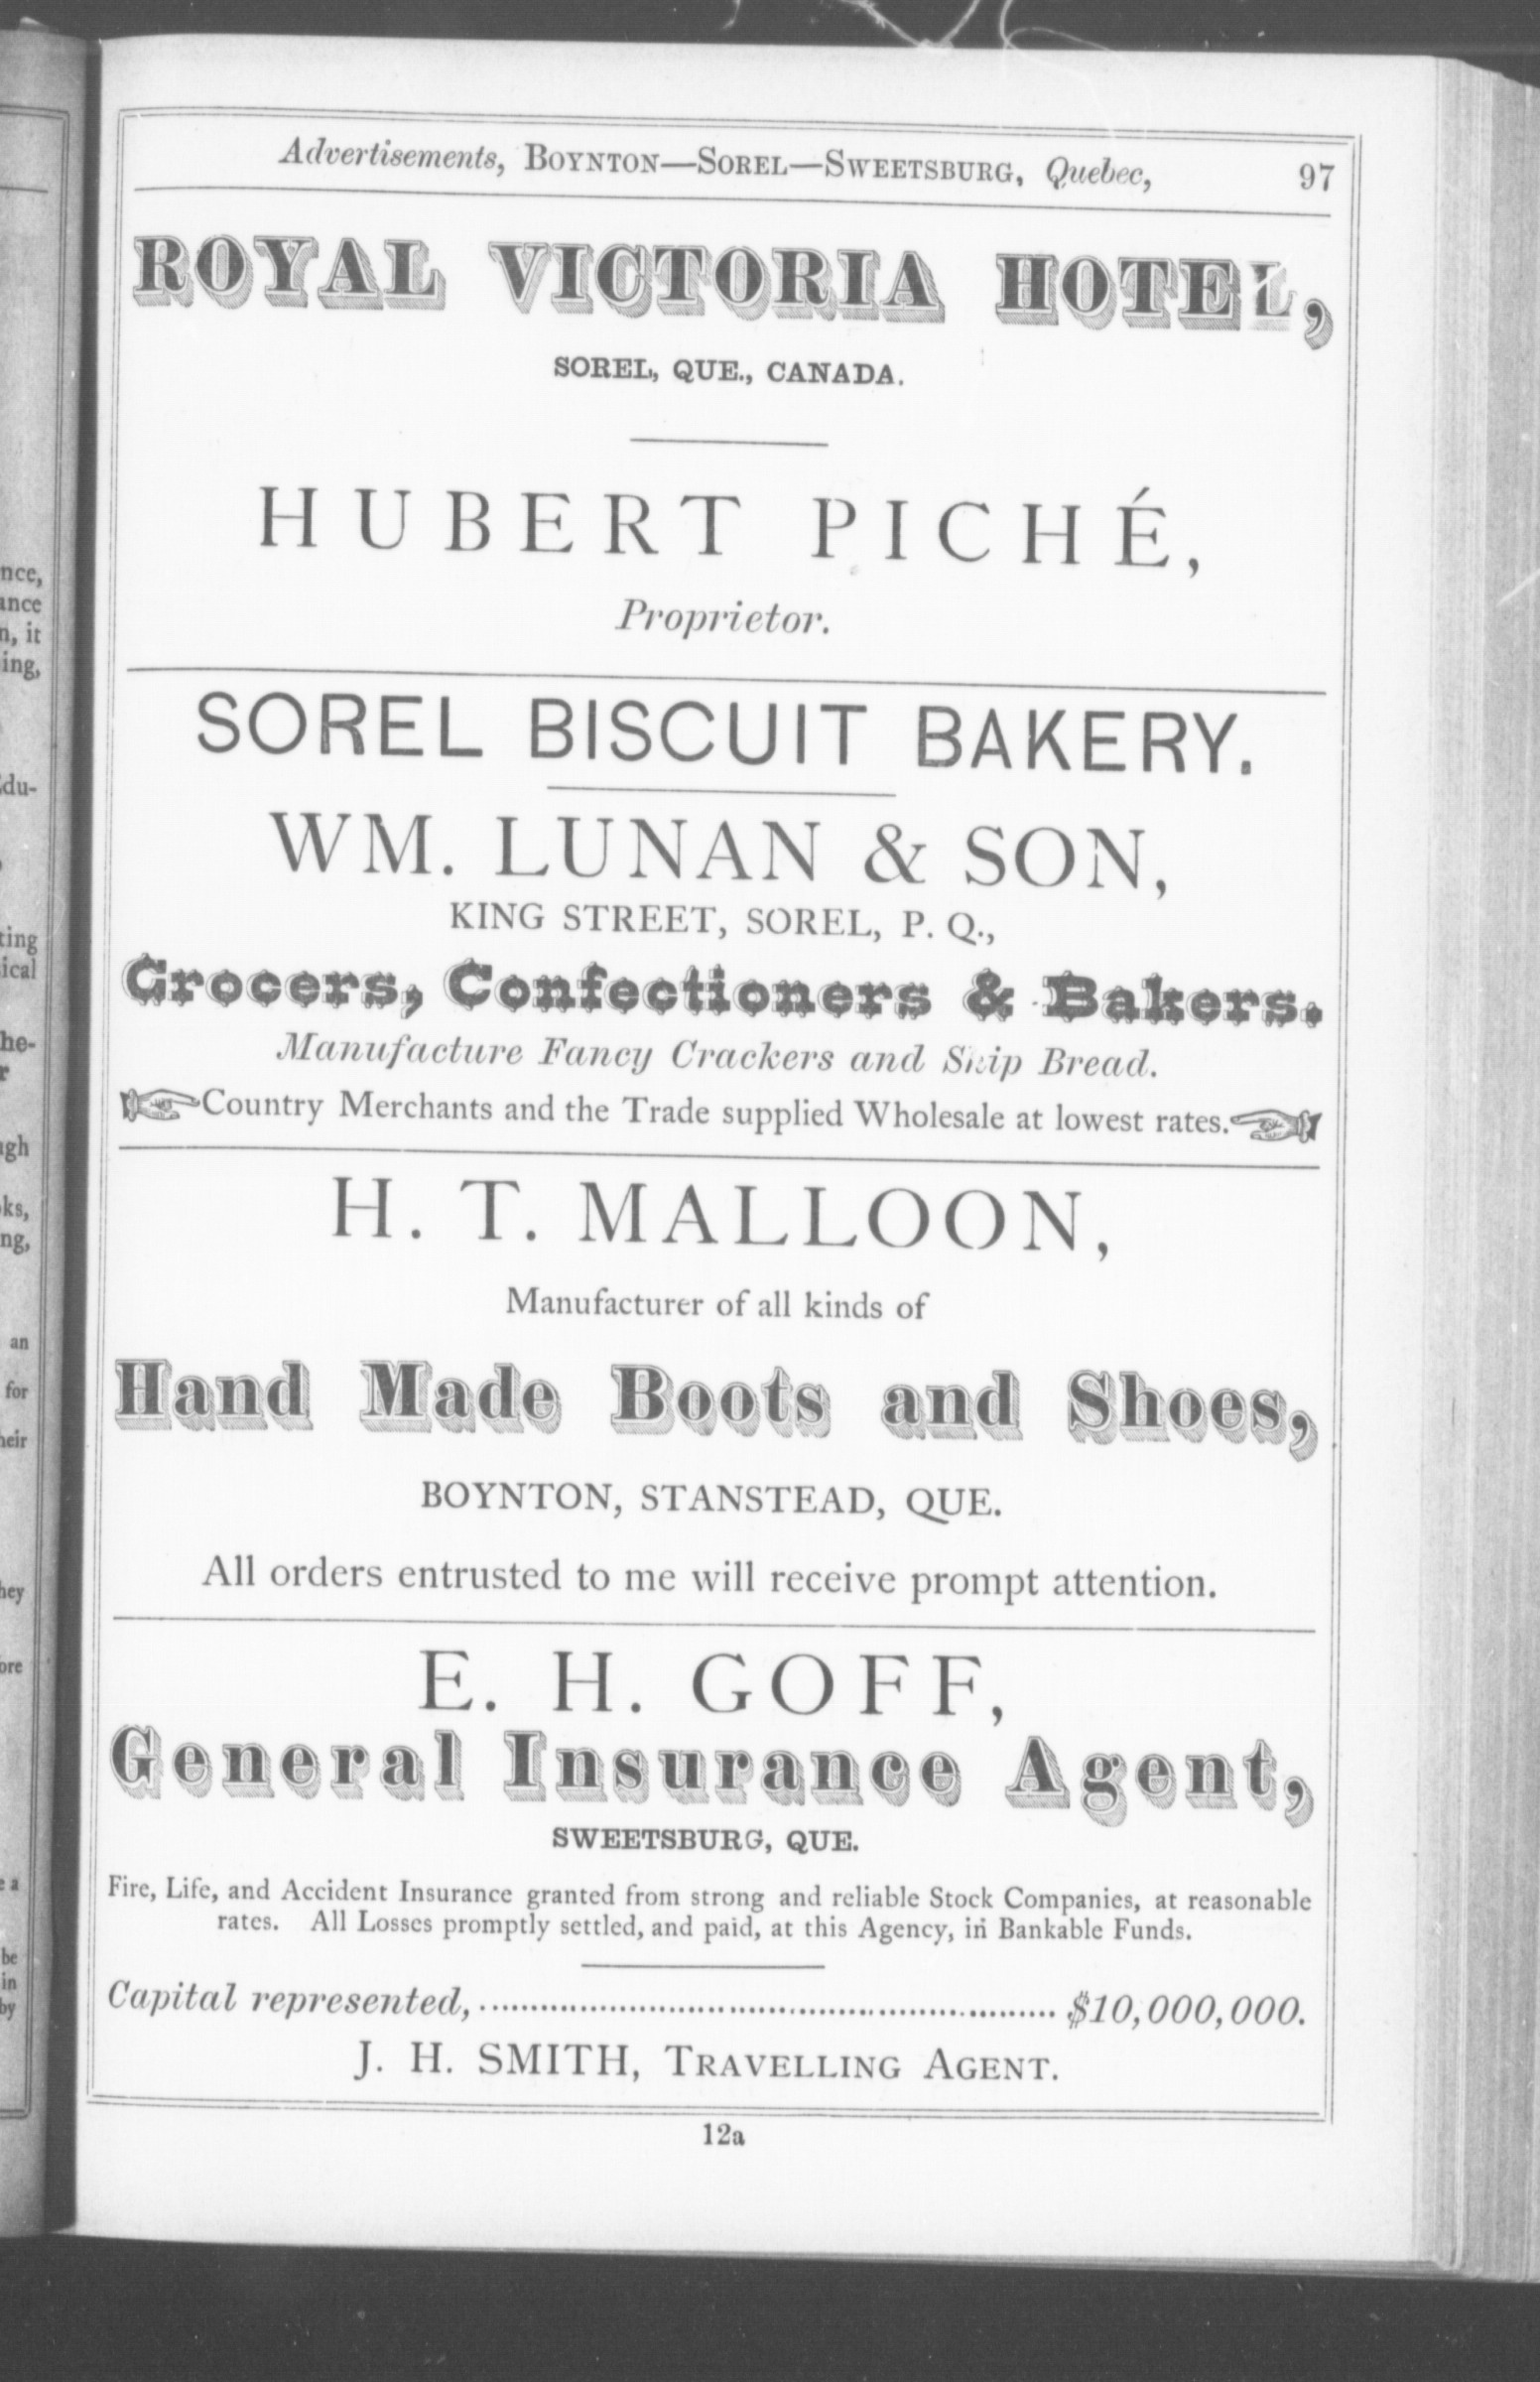 Advertisements, BOYNTON—SOREL—SWEETSBURG, Quebec, 97
ROYAL VICTORIA HOTEL,
SOREL, QUE., CANADA.
HUBERT PICHÉ,
Proprietor.
SOREL BISCUIT BAKERY.
WM. LUNAN & SON,
KING STREET, SOREL, P. Q.,
Grocers, Confectioners & Bakers.
Manufacture Fancy Crackers and Ship Bread.
Country Merchants and the Trade supplied Wholesale at lowest rates.
H. T. MALLOON,
Manufacturer of all kinds of
Hand Made Boots and Shoes,
BOYNTON, STANSTEAD, QUE.
All orders entrusted to me will receive prompt attention.
E. H. GOFF,
General Insurance Agent,
SWEETSBURG, QUE.
Fire, Life, and Accident Insurance granted from strong and reliable Stock Companies, at reasonable
rates. All Losses promptly settled, and paid, at this Agency, in Bankable Funds.
Capital represented, ........................................................ $10,000,000.
J. H. SMITH, TRAVELLING AGENT.
12a